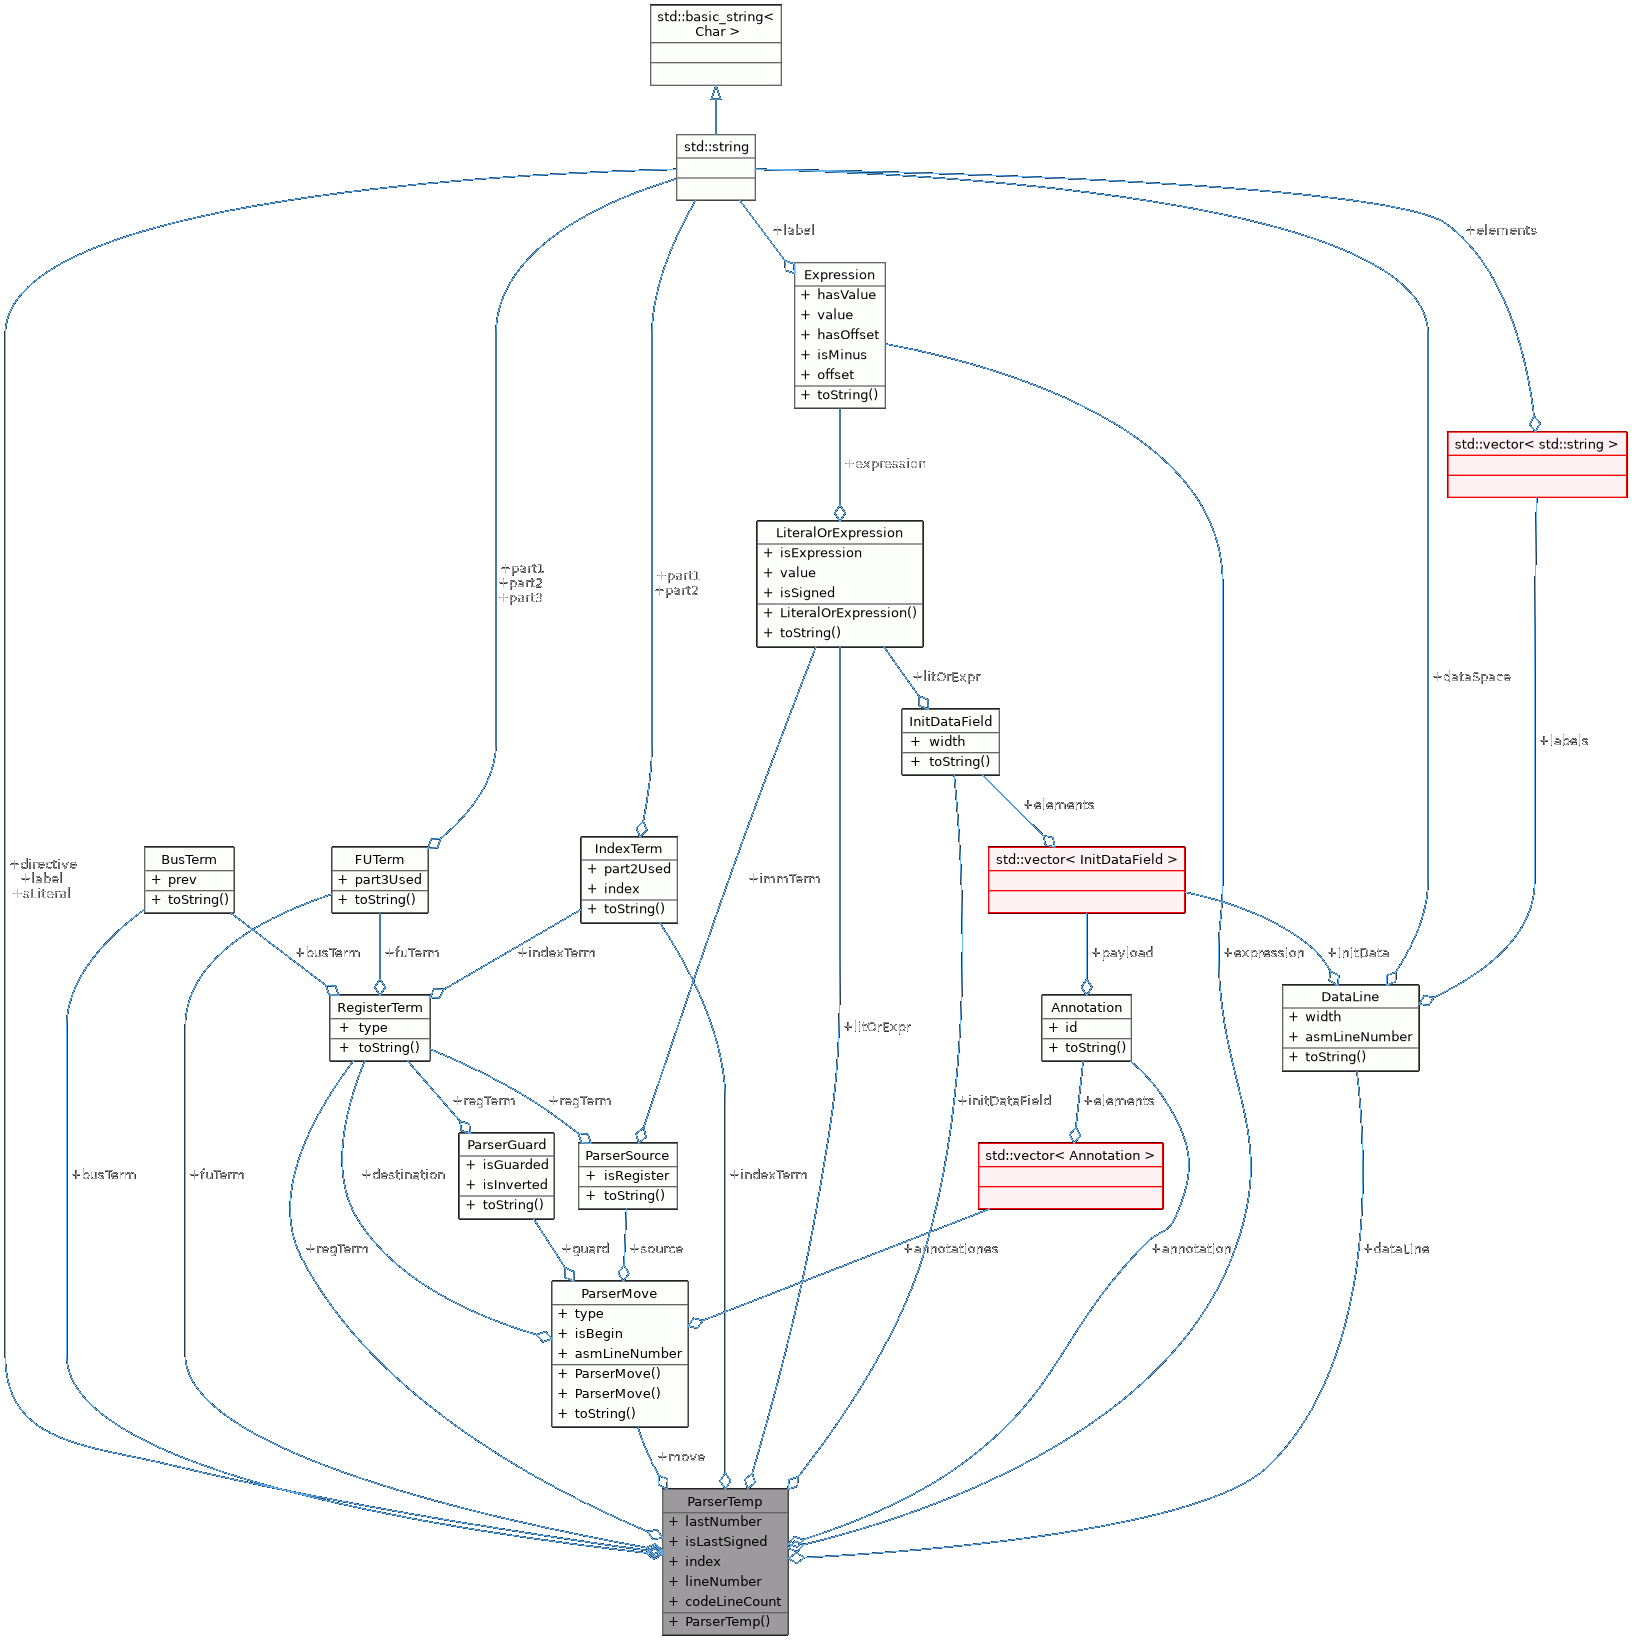 std::basic_string<
Char >
std::string
+label
+elements
Expression
+ hasValue
+ value
+ hasOffset
+ isMinus
+ offset
+ toString()
std::vector< std::string >
+expression
LiteralOrExpression
+ isExpression
+ value
+ isSigned
+ LiteralOrExpression()
+ toString()
+part1
+part2
+part3
+part1
+part2
+litOrExpr
+dataSpace
InitDataField
+ width
+ toString()
+labels
+elements
+directive
+label
+sLiteral
BusTerm
+ prev
+ toString()
FUTerm
+ part3Used
+ toString()
IndexTerm
+ part2Used
+ index
+ toString()
+immTerm
std::vector< InitDataField >
+busTerm
+fuTerm
+indexTerm
+payload
+expression
+initData
RegisterTerm
+ type
+ toString()
+litOrExpr
Annotation
+ id
+ toString()
DataLine
+ width
+ asmLineNumber
+ toString()
+regTerm
+regTerm
+initDataField
+elements
+busTerm
+fuTerm
+destination
ParserGuard
+ isGuarded
+ isInverted
+ toString()
ParserSource
+ isRegister
+ toString()
+indexTerm
std::vector< Annotation >
+regTerm
+guard
+source
+annotationes
+annotation
+dataLine
ParserMove
+ type
+ isBegin
+ asmLineNumber
+ ParserMove()
+ ParserMove()
+ toString()
+move
ParserTemp
+ lastNumber
+ isLastSigned
+ index
+ lineNumber
+ codeLineCount
+ ParserTemp()